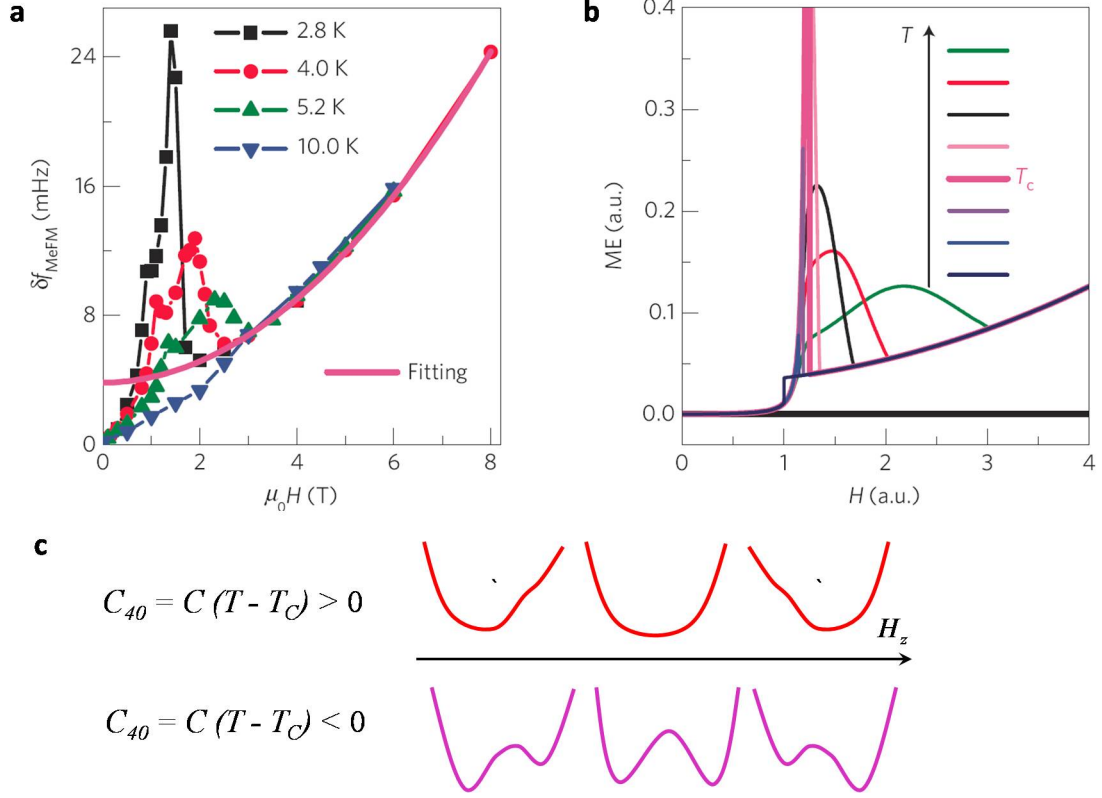 a
24
16
8
0
0
2
4
6
8
δf_MeFM (mHz)
μ₀H (T)
2.8 K
4.0 K
5.2 K
10.0 K
Fitting
b
0.4
0.3
0.2
0.1
0.0
0
1
2
3
4
ME (a.u.)
H (a.u.)
T
T_c
c
C₄₀ = C (T - T_C) > 0
H_z
C₄₀ = C (T - T_C) < 0